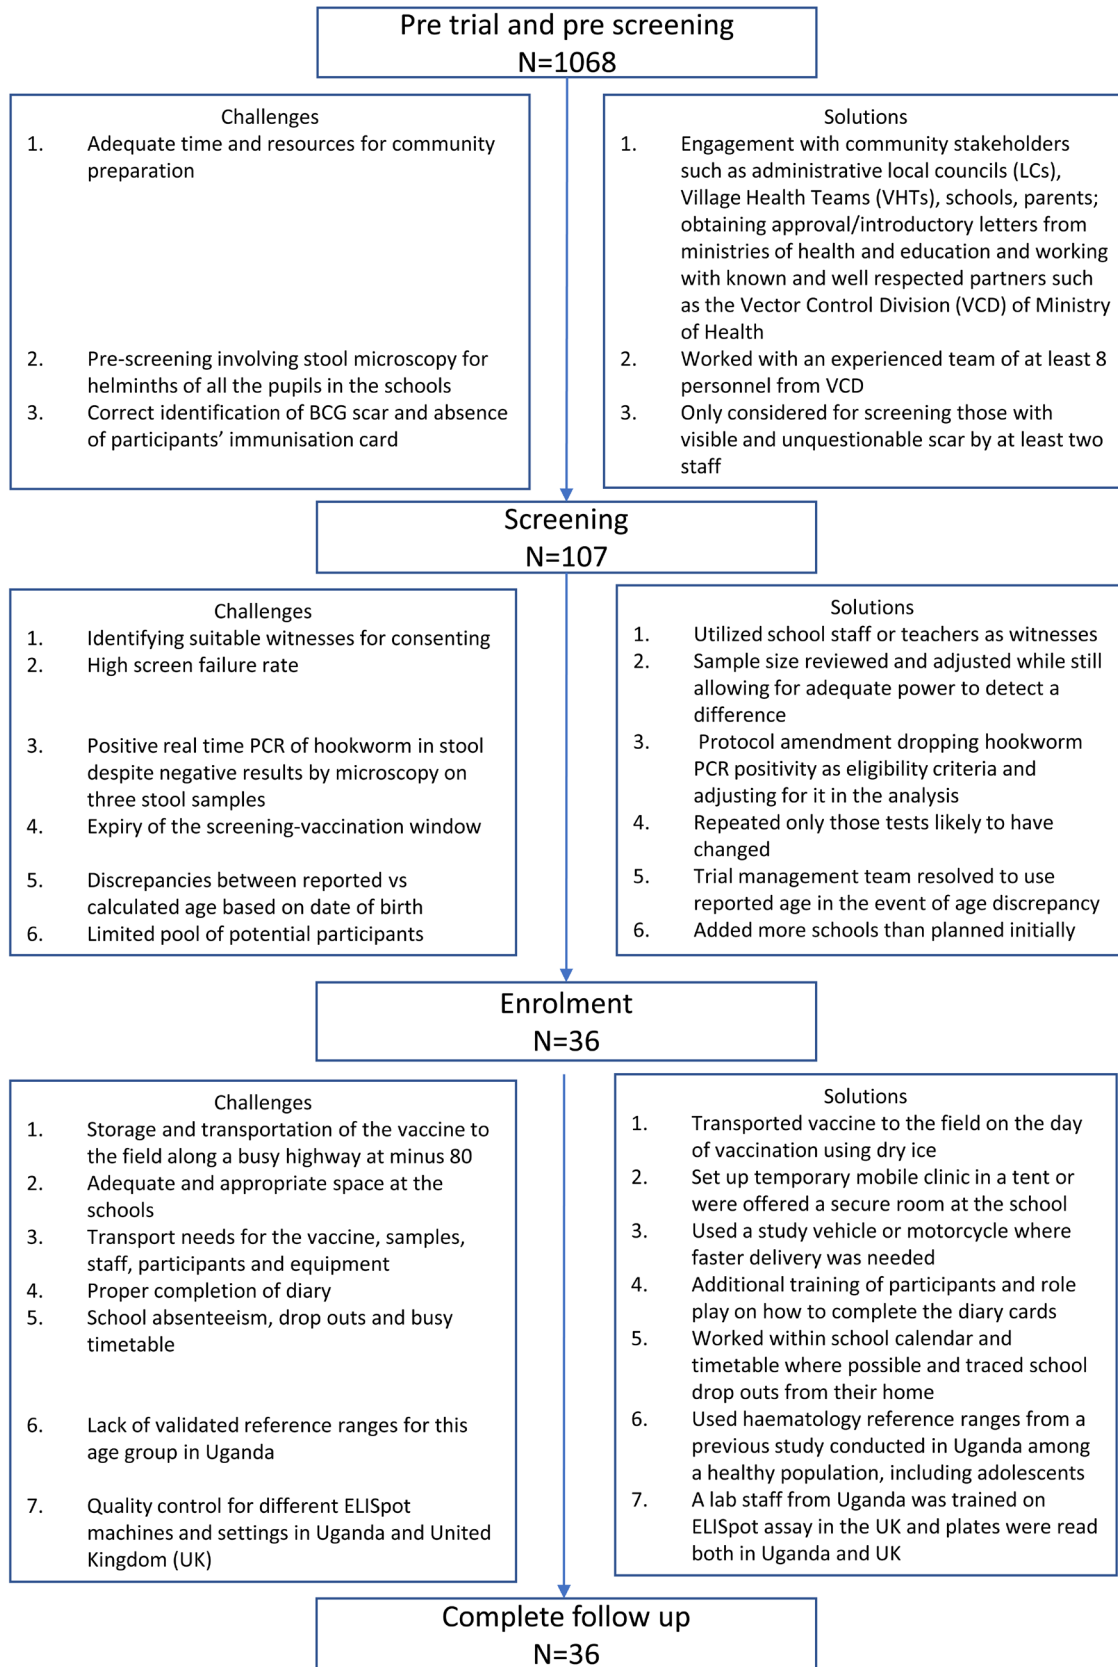 Pre trial and pre screening
N=1068
Challenges
1. Adequate time and resources for community
preparation
2. Pre-screening involving stool microscopy for
helminths of all the pupils in the schools
3. Correct identification of BCG scar and absence
of participants’ immunisation card
Solutions
1. Engagement with community stakeholders
such as administrative local councils (LCs),
Village Health Teams (VHTs), schools, parents;
obtaining approval/introductory letters from
ministries of health and education and working
with known and well respected partners such
as the Vector Control Division (VCD) of Ministry
of Health
2. Worked with an experienced team of at least 8
personnel from VCD
3. Only considered for screening those with
visible and unquestionable scar by at least two
staff
Screening
N=107
Challenges
1. Identifying suitable witnesses for consenting
2. High screen failure rate
3. Positive real time PCR of hookworm in stool
despite negative results by microscopy on
three stool samples
4. Expiry of the screening-vaccination window
5. Discrepancies between reported vs
calculated age based on date of birth
6. Limited pool of potential participants
Solutions
1. Utilized school staff or teachers as witnesses
2. Sample size reviewed and adjusted while still
allowing for adequate power to detect a
difference
3. Protocol amendment dropping hookworm
PCR positivity as eligibility criteria and
adjusting for it in the analysis
4. Repeated only those tests likely to have
changed
5. Trial management team resolved to use
reported age in the event of age discrepancy
6. Added more schools than planned initially
Enrolment
N=36
Challenges
1. Storage and transportation of the vaccine to
the field along a busy highway at minus 80
2. Adequate and appropriate space at the
schools
3. Transport needs for the vaccine, samples,
staff, participants and equipment
4. Proper completion of diary
5. School absenteeism, drop outs and busy
timetable
6. Lack of validated reference ranges for this
age group in Uganda
7. Quality control for different ELISpot
machines and settings in Uganda and United
Kingdom (UK)
Solutions
1. Transported vaccine to the field on the day
of vaccination using dry ice
2. Set up temporary mobile clinic in a tent or
were offered a secure room at the school
3. Used a study vehicle or motorcycle where
faster delivery was needed
4. Additional training of participants and role
play on how to complete the diary cards
5. Worked within school calendar and
timetable where possible and traced school
drop outs from their home
6. Used haematology reference ranges from a
previous study conducted in Uganda among
a healthy population, including adolescents
7. A lab staff from Uganda was trained on
ELISpot assay in the UK and plates were read
both in Uganda and UK
Complete follow up
N=36